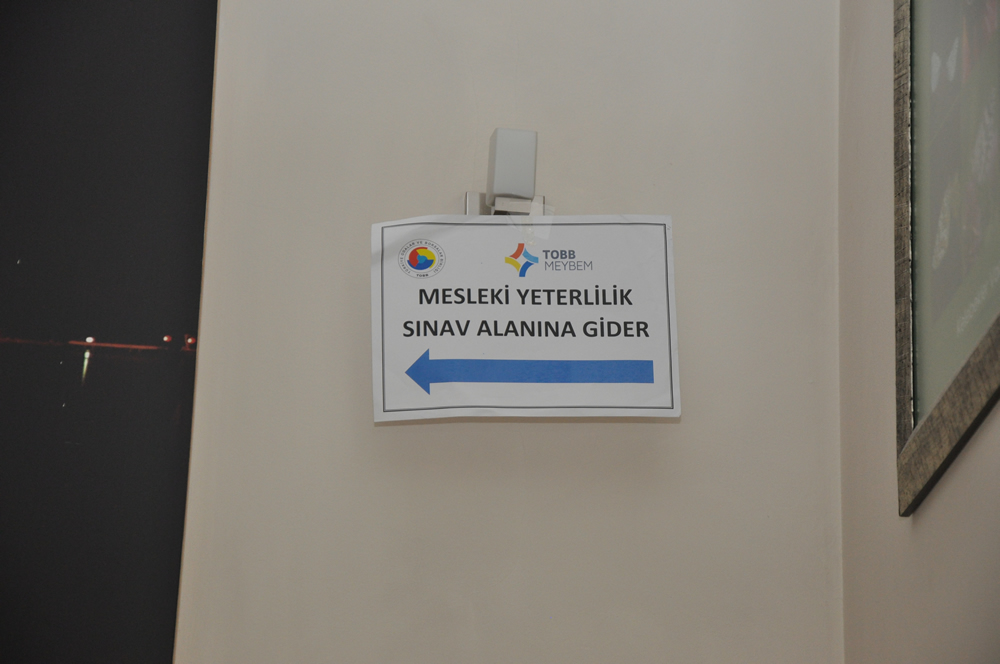 TOBB
MEYBEM
MESLEKİ YETERLİLİK
SINAV ALANINA GİDER